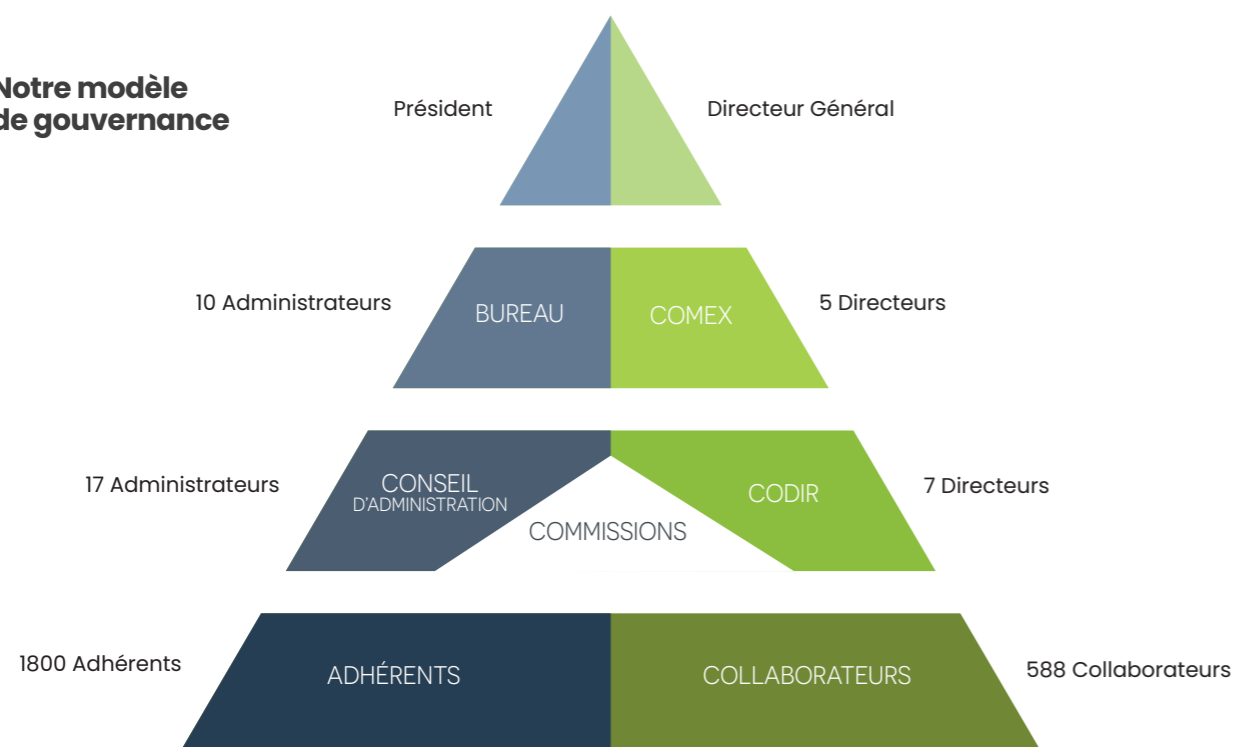 Notre modèle
de gouvernance
Président
Directeur Général
10 Administrateurs
BUREAU
COMEX
5 Directeurs
17 Administrateurs
CONSEIL
D'ADMINISTRATION
COMMISSIONS
CODIR
7 Directeurs
1800 Adhérents
ADHÉRENTS
COLLABORATEURS
588 Collaborateurs